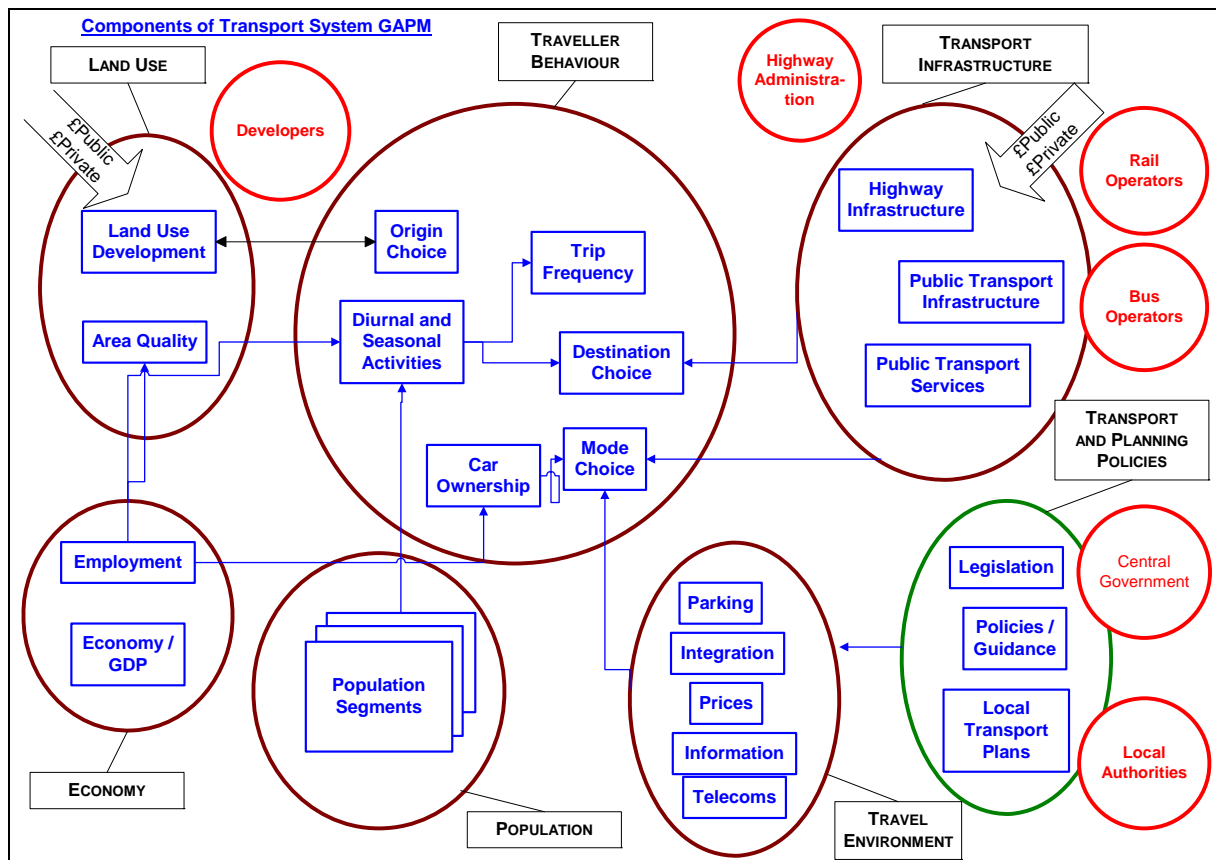 Components of Transport System GAPM
LAND USE
TRAVELLER
BEHAVIOUR
TRANSPORT
INFRASTRUCTURE
Highway
Administra-
tion
Developers
£Public
£Private
£Public
£Private
Rail
Operators
Highway
Infrastructure
Land Use
Development
Origin
Choice
Trip
Frequency
Public Transport
Infrastructure
Bus
Operators
Area Quality
Diurnal and
Seasonal
Activities
Destination
Choice
Public Transport
Services
TRANSPORT
AND PLANNING
POLICIES
Car
Ownership
Mode
Choice
Employment
Economy /
GDP
Population
Segments
Parking
Integration
Prices
Information
Telecoms
Legislation
Policies /
Guidance
Local
Transport
Plans
Central
Government
Local
Authorities
ECONOMY
POPULATION
TRAVEL
ENVIRONMENT